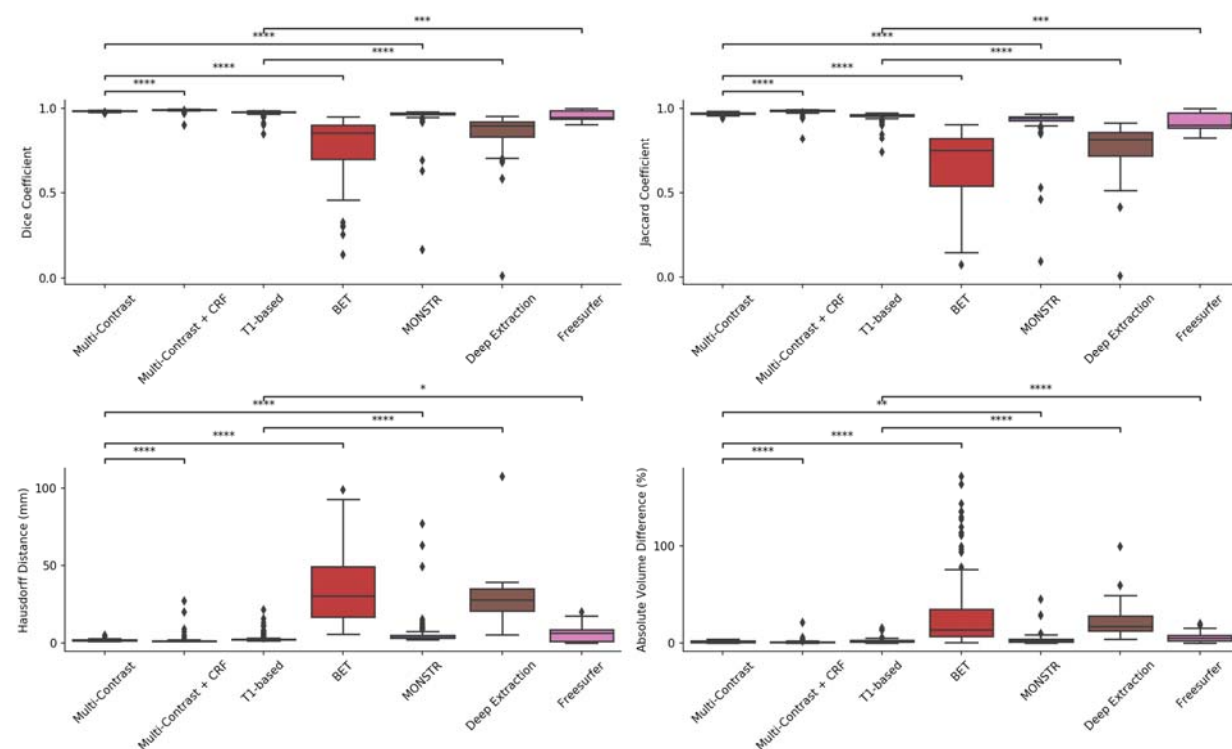 ***
****
****
****
****
1.0
0.5
0.0
Dice Coefficient
Multi-Contrast
Multi-Contrast + CRF
T1-based
BET
MONSTR
Deep Extraction
Freesurfer
***
****
****
****
****
1.0
0.5
0.0
Jaccard Coefficient
Multi-Contrast
Multi-Contrast + CRF
T1-based
BET
MONSTR
Deep Extraction
Freesurfer
*
****
****
****
****
100
50
0
Hausdorff Distance (mm)
Multi-Contrast
Multi-Contrast + CRF
T1-based
BET
MONSTR
Deep Extraction
Freesurfer
****
**
****
****
****
100
0
Absolute Volume Difference (%)
Multi-Contrast
Multi-Contrast + CRF
T1-based
BET
MONSTR
Deep Extraction
Freesurfer